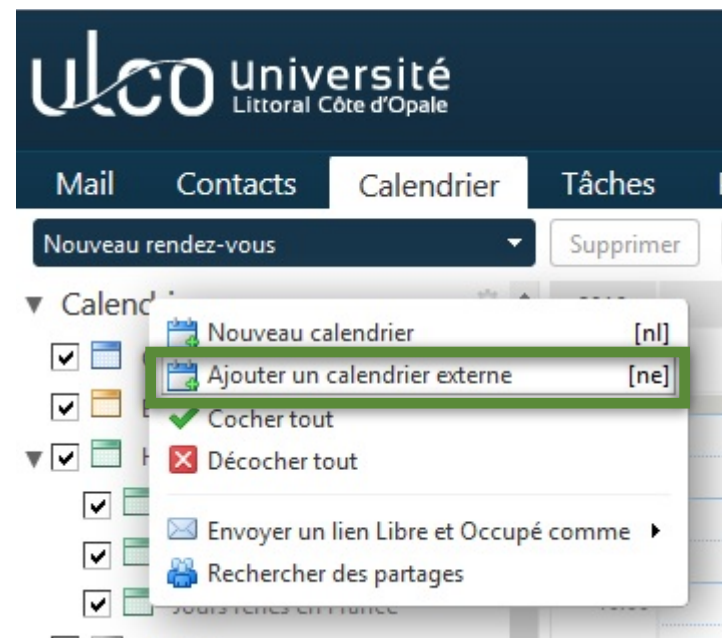 ulco université
Littoral Côte d'Opale
Mail Contacts Calendrier Tâches
Nouveau rendez-vous Supprimer
Nouveau calendrier [nl]
Ajouter un calendrier externe [ne]
Cocher tout
Décocher tout
Envoyer un lien Libre et Occupé comme
Rechercher des partages